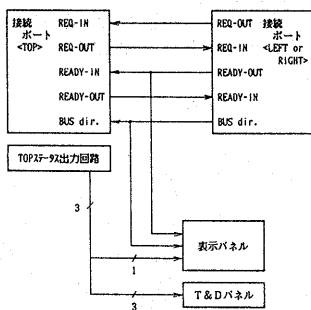 接続
ポート
<TOP>
REQ-IN
REQ-OUT
READY-IN
READY-OUT
BUS dir.
REQ-OUT
REQ-IN
READY-OUT
READY-IN
BUS dir.
接続
ポート
<LEFT or
RIGHT>
TOPステータス出力回路
3
1
3
表示パネル
T&Dパネル